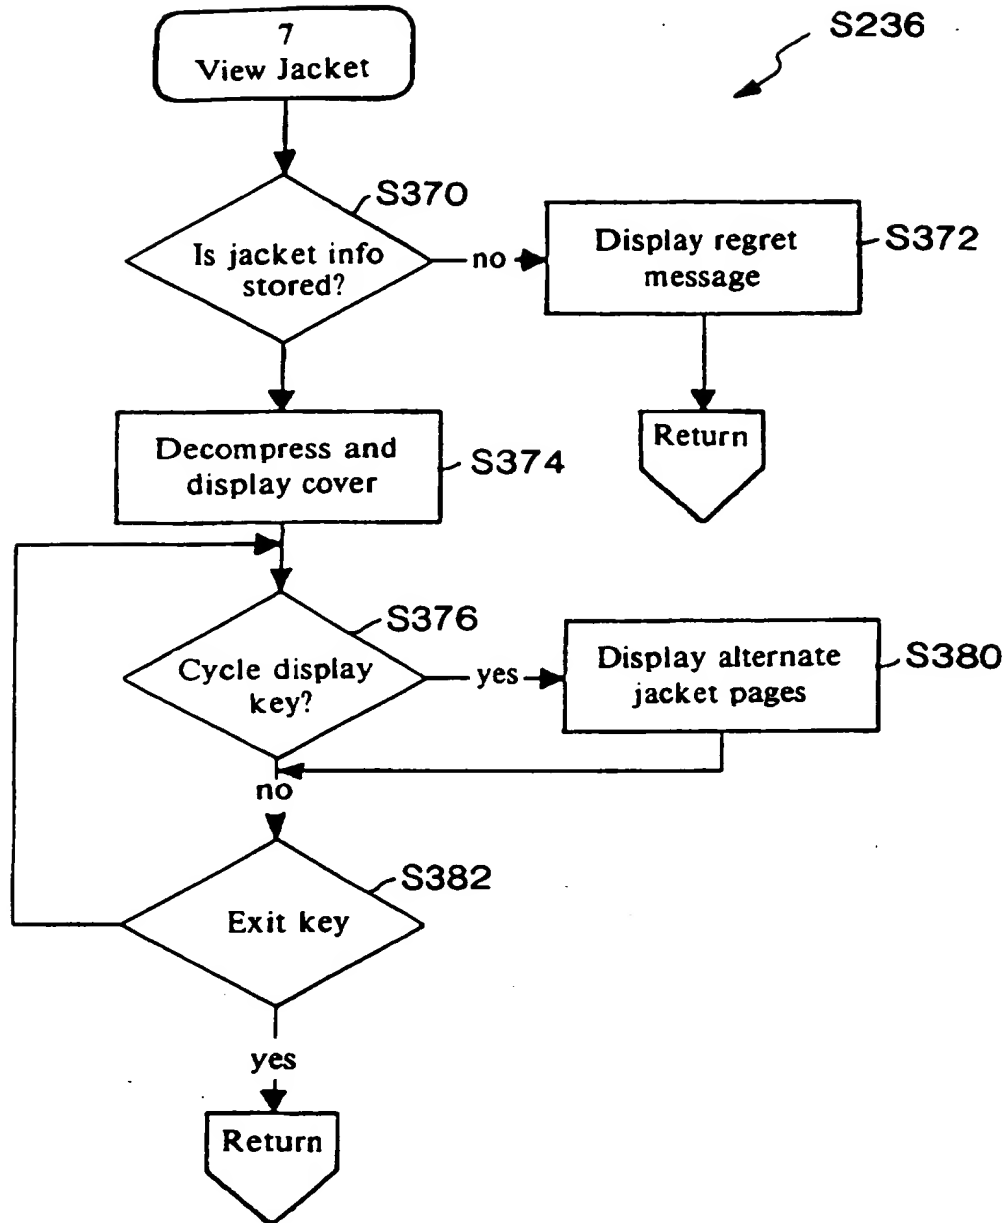 S236
7
View Jacket
S370
Is jacket info
stored?
no
Display regret
message
S372
Return
Decompress and
display cover
S374
S376
Cycle display
key?
yes
Display alternate
jacket pages
S380
no
S382
Exit key
yes
Return